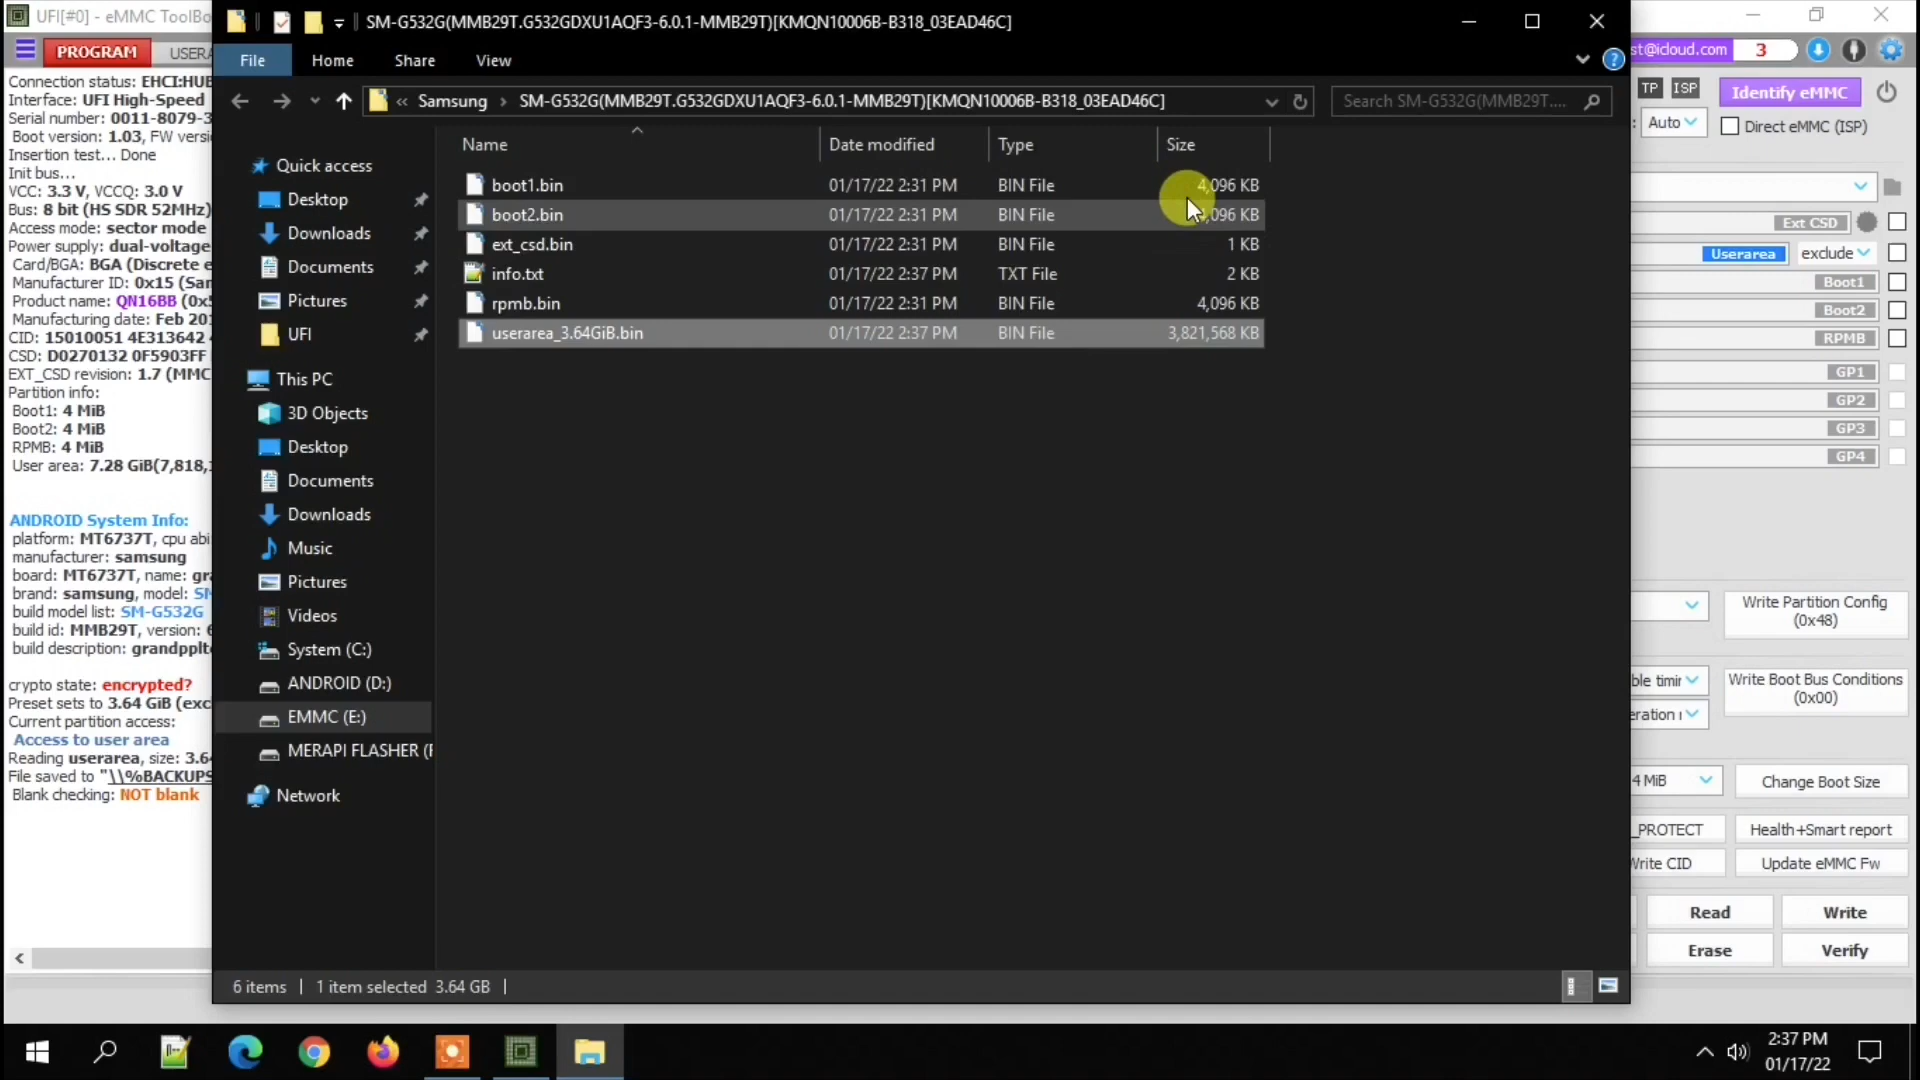 UFI[#0] - eMMC ToolBo
SM-G532G(MMB29T.G532GDXU1AQF3-6.0.1-MMB29T)[KMQN10006B-B318_03EAD46C]
PROGRAM
USERA
File
Home
Share
View
st@icloud.com
3
« Samsung › SM-G532G(MMB29T.G532GDXU1AQF3-6.0.1-MMB29T)[KMQN10006B-B318_03EAD46C]
Search SM-G532G(MMB29T....
TP
ISP
Identify eMMC
Auto
Direct eMMC (ISP)
Connection status: EHCI:HUB
Interface: UFI High-Speed
Serial number: 0011-8079-3
Boot version: 1.03, FW versi
Insertion test... Done
Init bus...
VCC: 3.3 V, VCCQ: 3.0 V
Bus: 8 bit (HS SDR 52MHz)
Access mode: sector mode
Power supply: dual-voltage
Card/BGA: BGA (Discrete e
Manufacturer ID: 0x15 (San
Product name: QN16BB (0x5
Manufacturing date: Feb 201
CID: 15010051 4E313642 4
CSD: D0270132 0F5903FF
EXT_CSD revision: 1.7 (MMC
Partition info:
Boot1: 4 MiB
Boot2: 4 MiB
RPMB: 4 MiB
User area: 7.28 GiB(7,818,
ANDROID System Info:
platform: MT6737T, cpu abi
manufacturer: samsung
board: MT6737T, name: gr
brand: samsung, model: SM
build model list: SM-G532G
build id: MMB29T, version: 6
build description: grandpplt
crypto state: encrypted?
Preset sets to 3.64 GiB (exc
Current partition access:
Access to user area
Reading userarea, size: 3.6
File saved to "\\%BACKUPS
Blank checking: NOT blank
Quick access
Desktop
Downloads
Documents
Pictures
UFI
This PC
3D Objects
Desktop
Documents
Downloads
Music
Pictures
Videos
System (C:)
ANDROID (D:)
EMMC (E:)
MERAPI FLASHER (F
Network
Name
Date modified
Type
Size
boot1.bin 01/17/22 2:31 PM BIN File 4,096 KB
boot2.bin 01/17/22 2:31 PM BIN File ,096 KB
ext_csd.bin 01/17/22 2:31 PM BIN File 1 KB
info.txt 01/17/22 2:37 PM TXT File 2 KB
rpmb.bin 01/17/22 2:31 PM BIN File 4,096 KB
userarea_3.64GiB.bin 01/17/22 2:37 PM BIN File 3,821,568 KB
Ext CSD
Userarea
exclude
Boot1
Boot2
RPMB
GP1
GP2
GP3
GP4
Write Partition Config
(0x48)
ble timir
Write Boot Bus Conditions
(0x00)
eration r
4 MiB
Change Boot Size
_PROTECT
Health+Smart report
Write CID
Update eMMC Fw
Read
Write
Erase
Verify
6 items
1 item selected 3.64 GB
2:37 PM
01/17/22